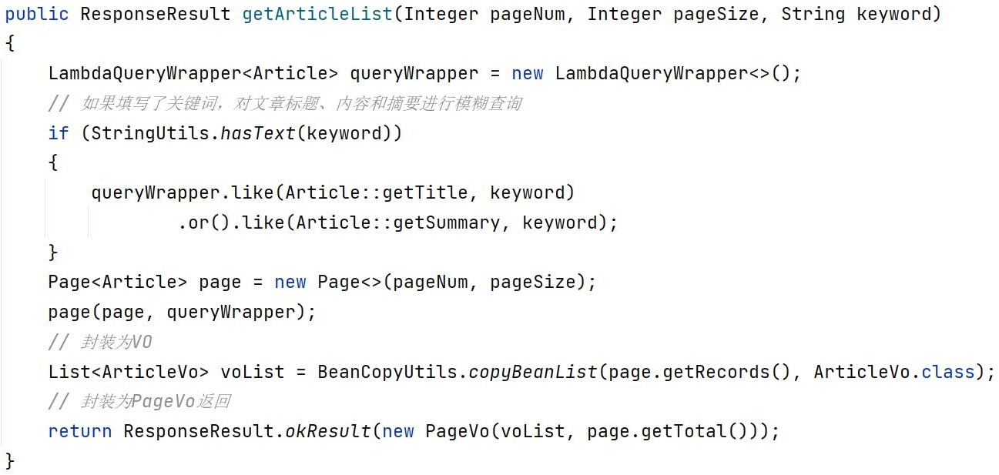 public ResponseResult getArticleList(Integer pageNum, Integer pageSize, String keyword)
{
    LambdaQueryWrapper<Article> queryWrapper = new LambdaQueryWrapper<>();
    // 如果填写了关键词，对文章标题、内容和摘要进行模糊查询
    if (StringUtils.hasText(keyword))
    {
        queryWrapper.like(Article::getTitle, keyword)
                .or().like(Article::getSummary, keyword);
    }
    Page<Article> page = new Page<>(pageNum, pageSize);
    page(page, queryWrapper);
    // 封装为VO
    List<ArticleVo> voList = BeanCopyUtils.copyBeanList(page.getRecords(), ArticleVo.class);
    // 封装为PageVo返回
    return ResponseResult.okResult(new PageVo(voList, page.getTotal()));
}